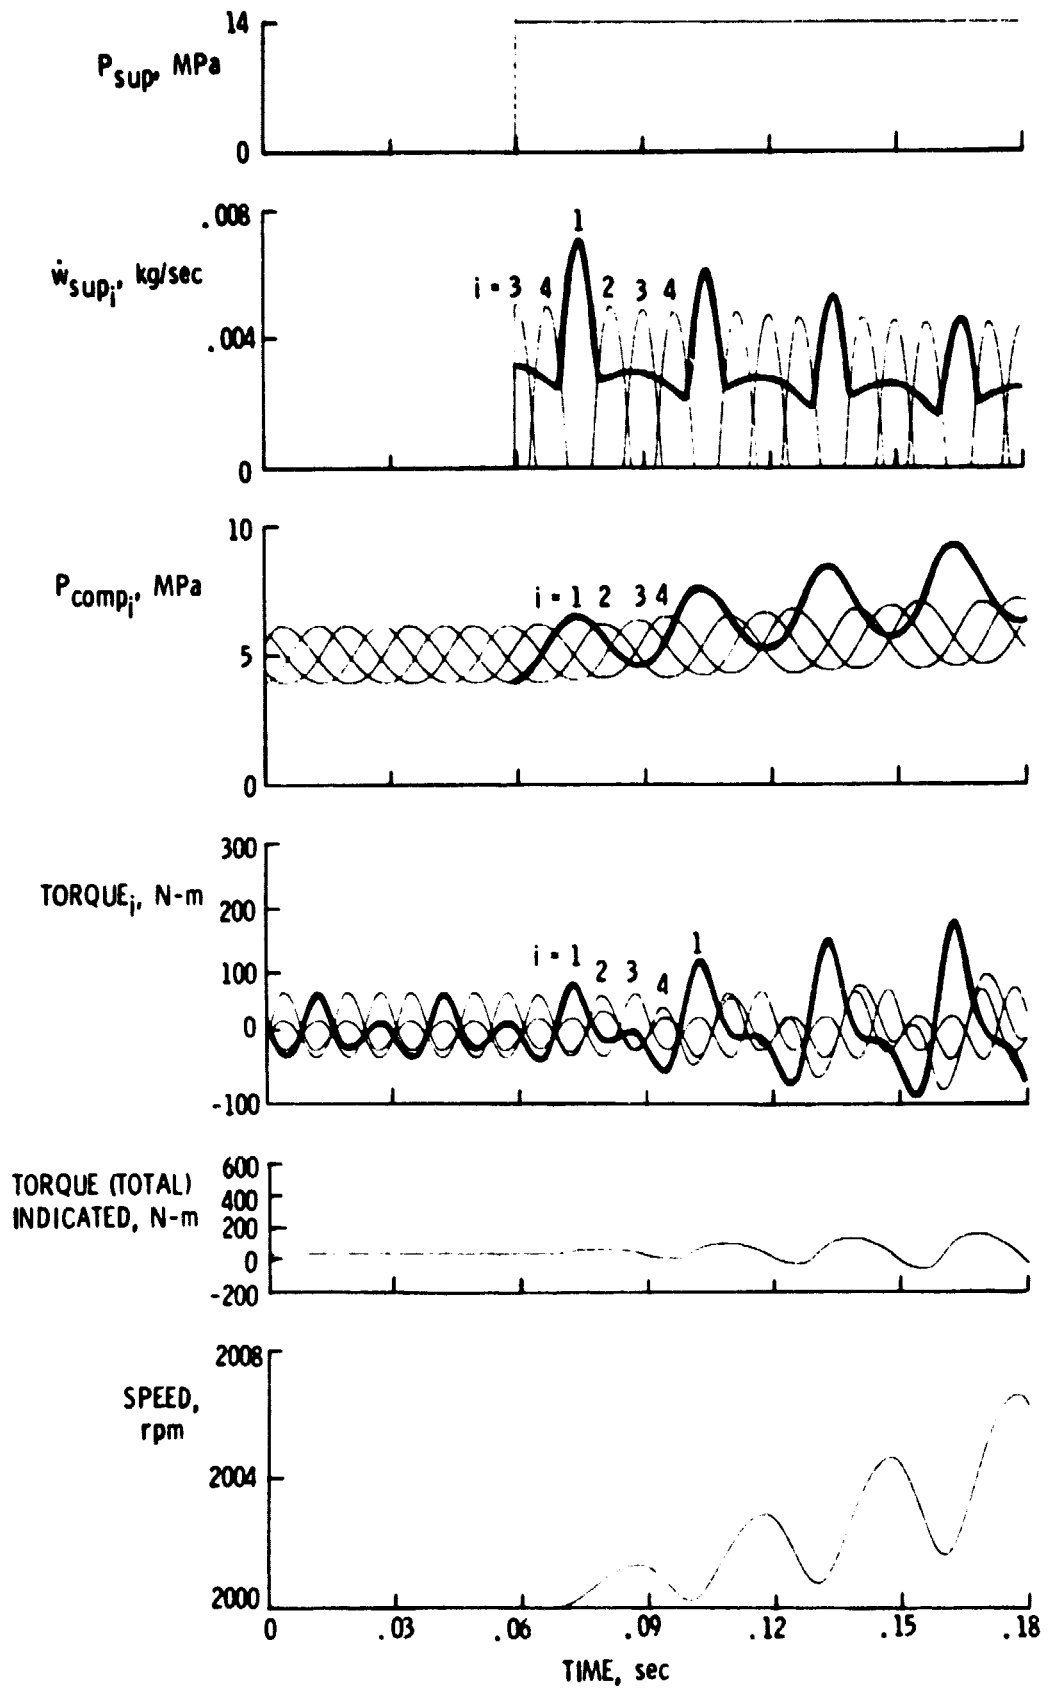 14
P_sup, MPa
0
.008
1
ẇ_sup_i, kg/sec
i = 3 4 2 3 4
.004
0
10
P_comp_i, MPa
i = 1 2 3 4
5
0
300
TORQUE_i, N-m
200
i = 1 2 3 4 1
100
0
-100
TORQUE (TOTAL)
INDICATED, N-m
600
400
200
0
-200
2008
SPEED,
rpm
2004
2000
0 .03 .06 .09 .12 .15 .18
TIME, sec